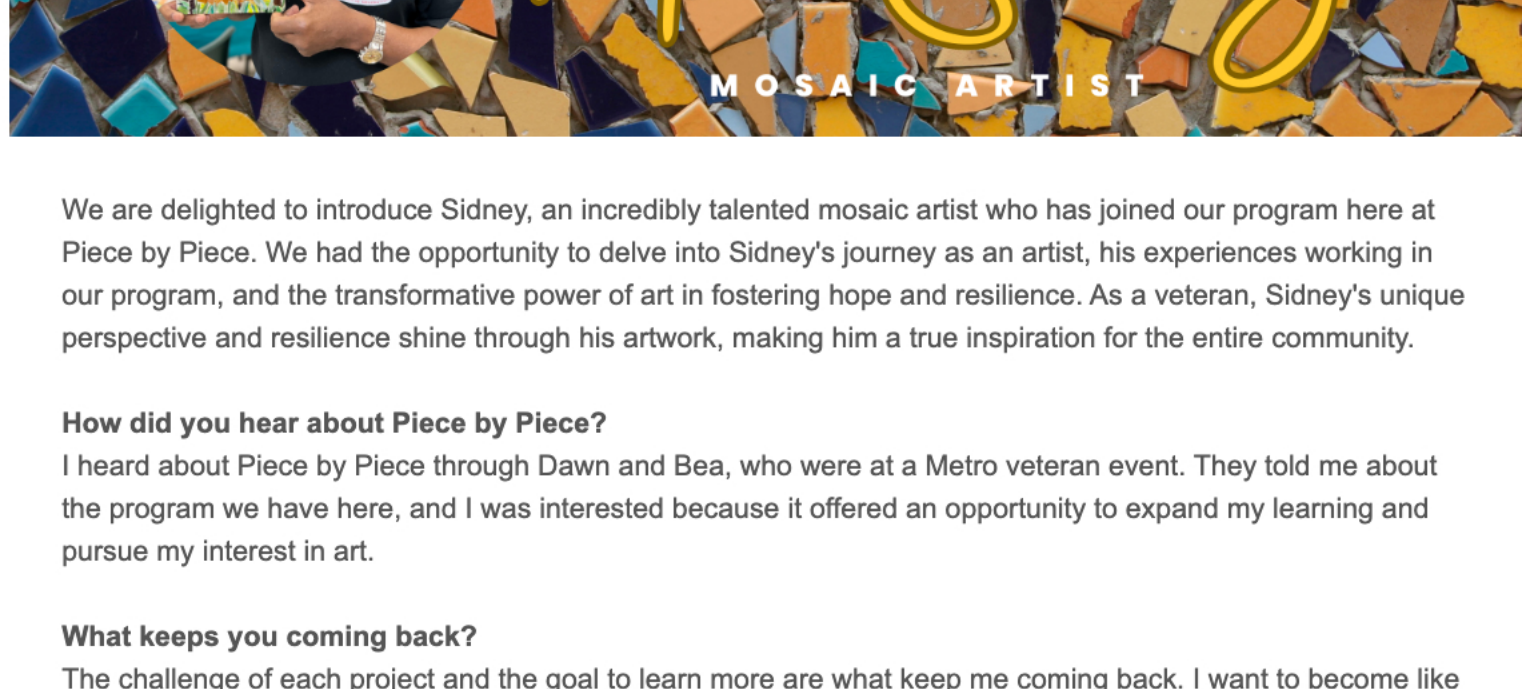 MOSAIC ARTIST
We are delighted to introduce Sidney, an incredibly talented mosaic artist who has joined our program here at
Piece by Piece. We had the opportunity to delve into Sidney's journey as an artist, his experiences working in
our program, and the transformative power of art in fostering hope and resilience. As a veteran, Sidney's unique
perspective and resilience shine through his artwork, making him a true inspiration for the entire community.
How did you hear about Piece by Piece?
I heard about Piece by Piece through Dawn and Bea, who were at a Metro veteran event. They told me about
the program we have here, and I was interested because it offered an opportunity to expand my learning and
pursue my interest in art.
What keeps you coming back?
The challenge of each project and the goal to learn more are what keep me coming back. I want to become like